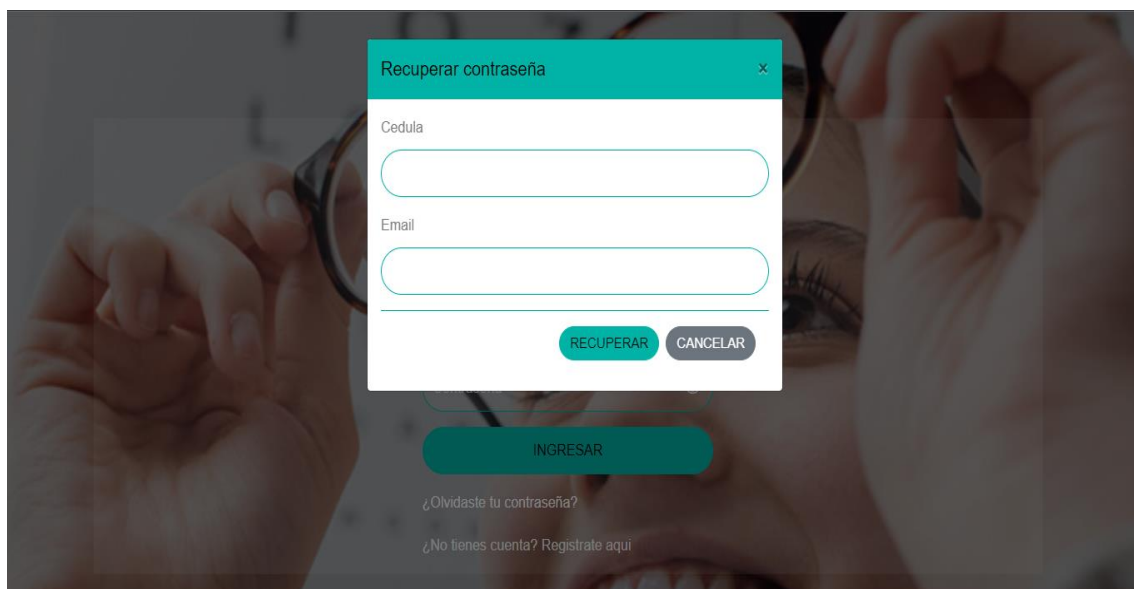 Recuperar contraseña
x
Cedula
Email
RECUPERAR
CANCELAR
INGRESAR
¿Olvidaste tu contraseña?
¿No tienes cuenta? Registrate aqui